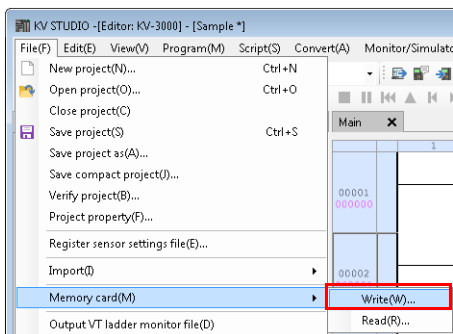 KV STUDIO -[Editor: KV-3000] - [Sample *]
File(F) Edit(E) View(V) Program(M) Script(S) Convert(A) Monitor/Simulato
New project(N)... Ctrl+N
Open project(O)... Ctrl+O
Close project(C)
Save project(S) Ctrl+S
Save project as(A)...
Save compact project(J)...
Verify project(B)...
Project property(F)...
Register sensor settings file(E)...
Import(I)
Memory card(M)
Output VT ladder monitor file(D)
Main
1
00001
000000
00002
Write(W)...
Read(R)...